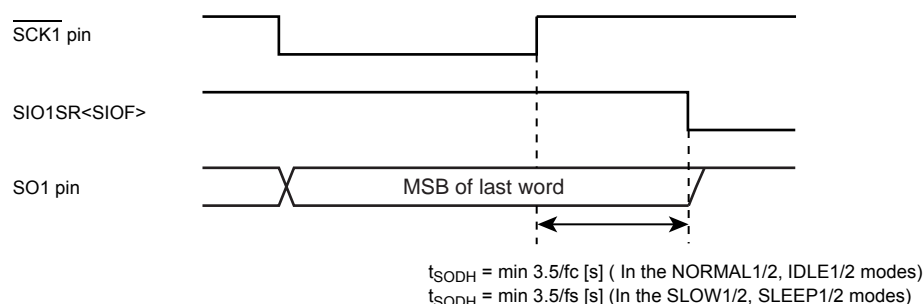 SCK1 pin
SIO1SR<SIOF>
SO1 pin
MSB of last word
tSODH = min 3.5/fc [s] ( In the NORMAL1/2, IDLE1/2 modes)
tSODH = min 3.5/fs [s] (In the SLOW1/2, SLEEP1/2 modes)